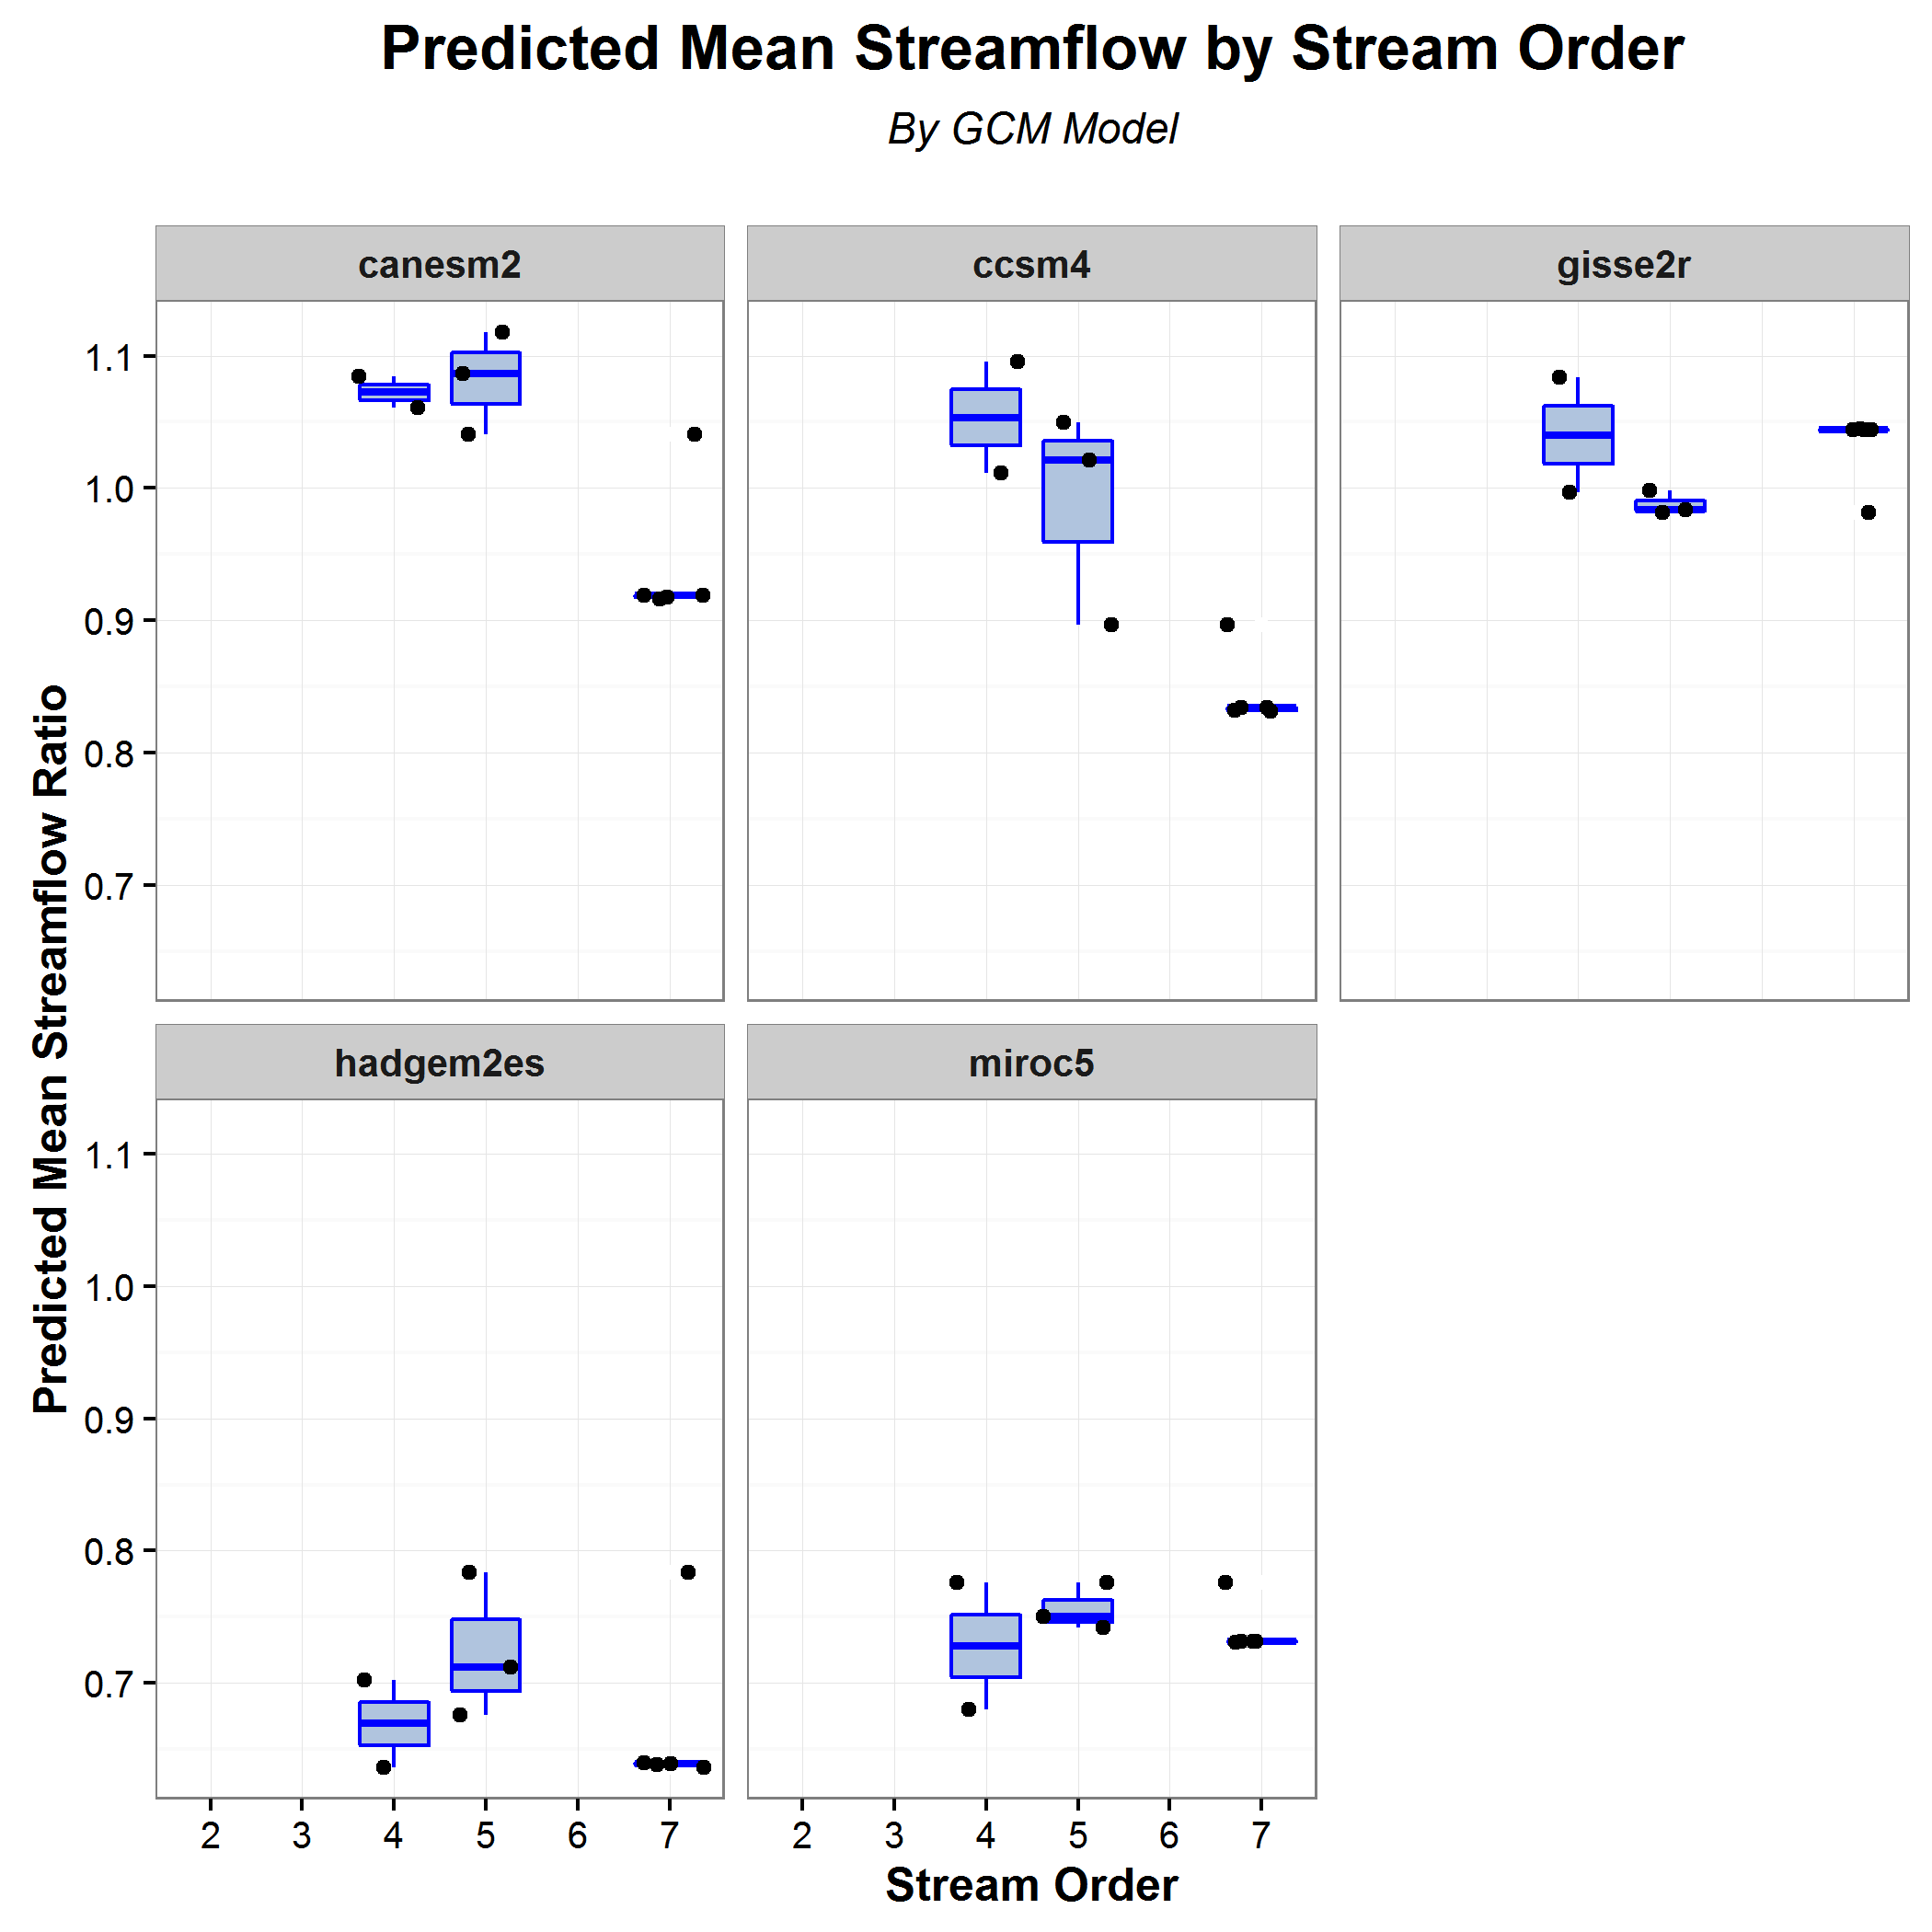 Predicted Mean Streamflow by Stream Order
By GCM Model
canesm2
ccsm4
gisse2r
1.1
1.0
0.9
0.8
0.7
Predicted Mean Streamflow Ratio
hadgem2es
miroc5
1.1
1.0
0.9
0.8
0.7
2 3 4 5 6 7
2 3 4 5 6 7
Stream Order